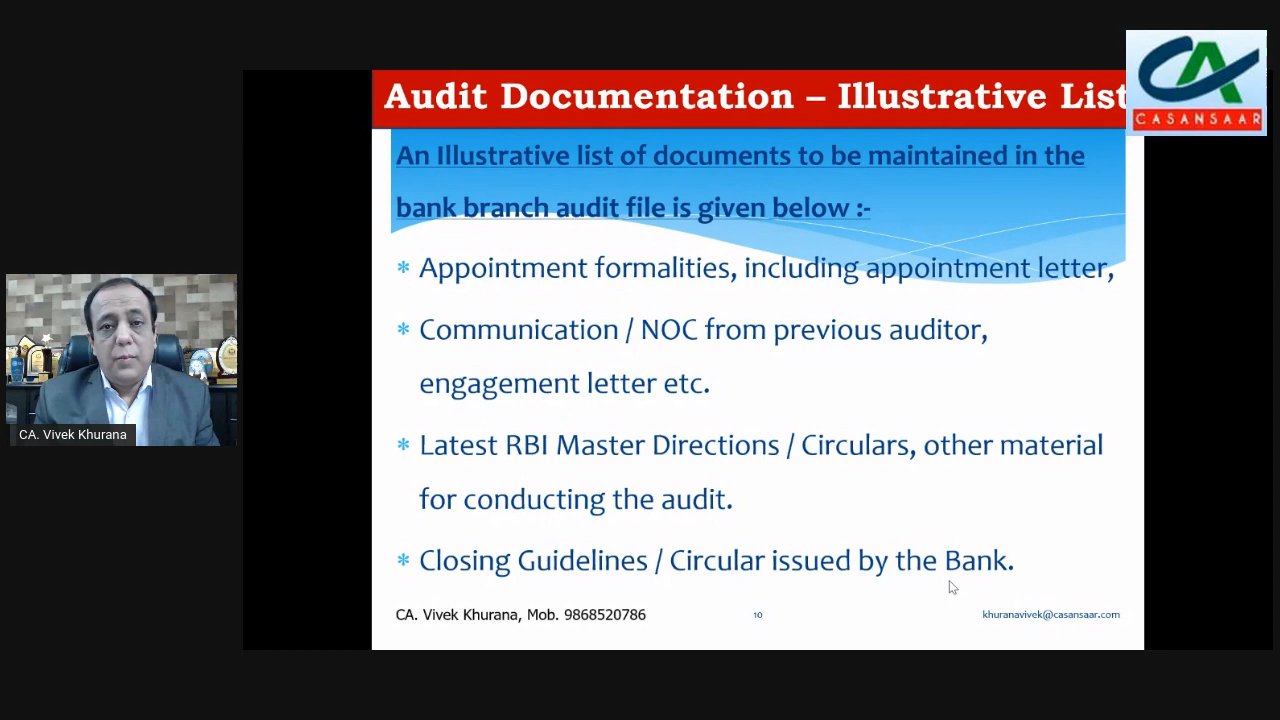 Audit Documentation – Illustrative List
CASANSAAR
An Illustrative list of documents to be maintained in the
bank branch audit file is given below :-
* Appointment formalities, including appointment letter,
* Communication / NOC from previous auditor,
engagement letter etc.
* Latest RBI Master Directions / Circulars, other material
for conducting the audit.
* Closing Guidelines / Circular issued by the Bank.
CA. Vivek Khurana, Mob. 9868520786
10
khuranavivek@casansaar.com
CA. Vivek Khurana